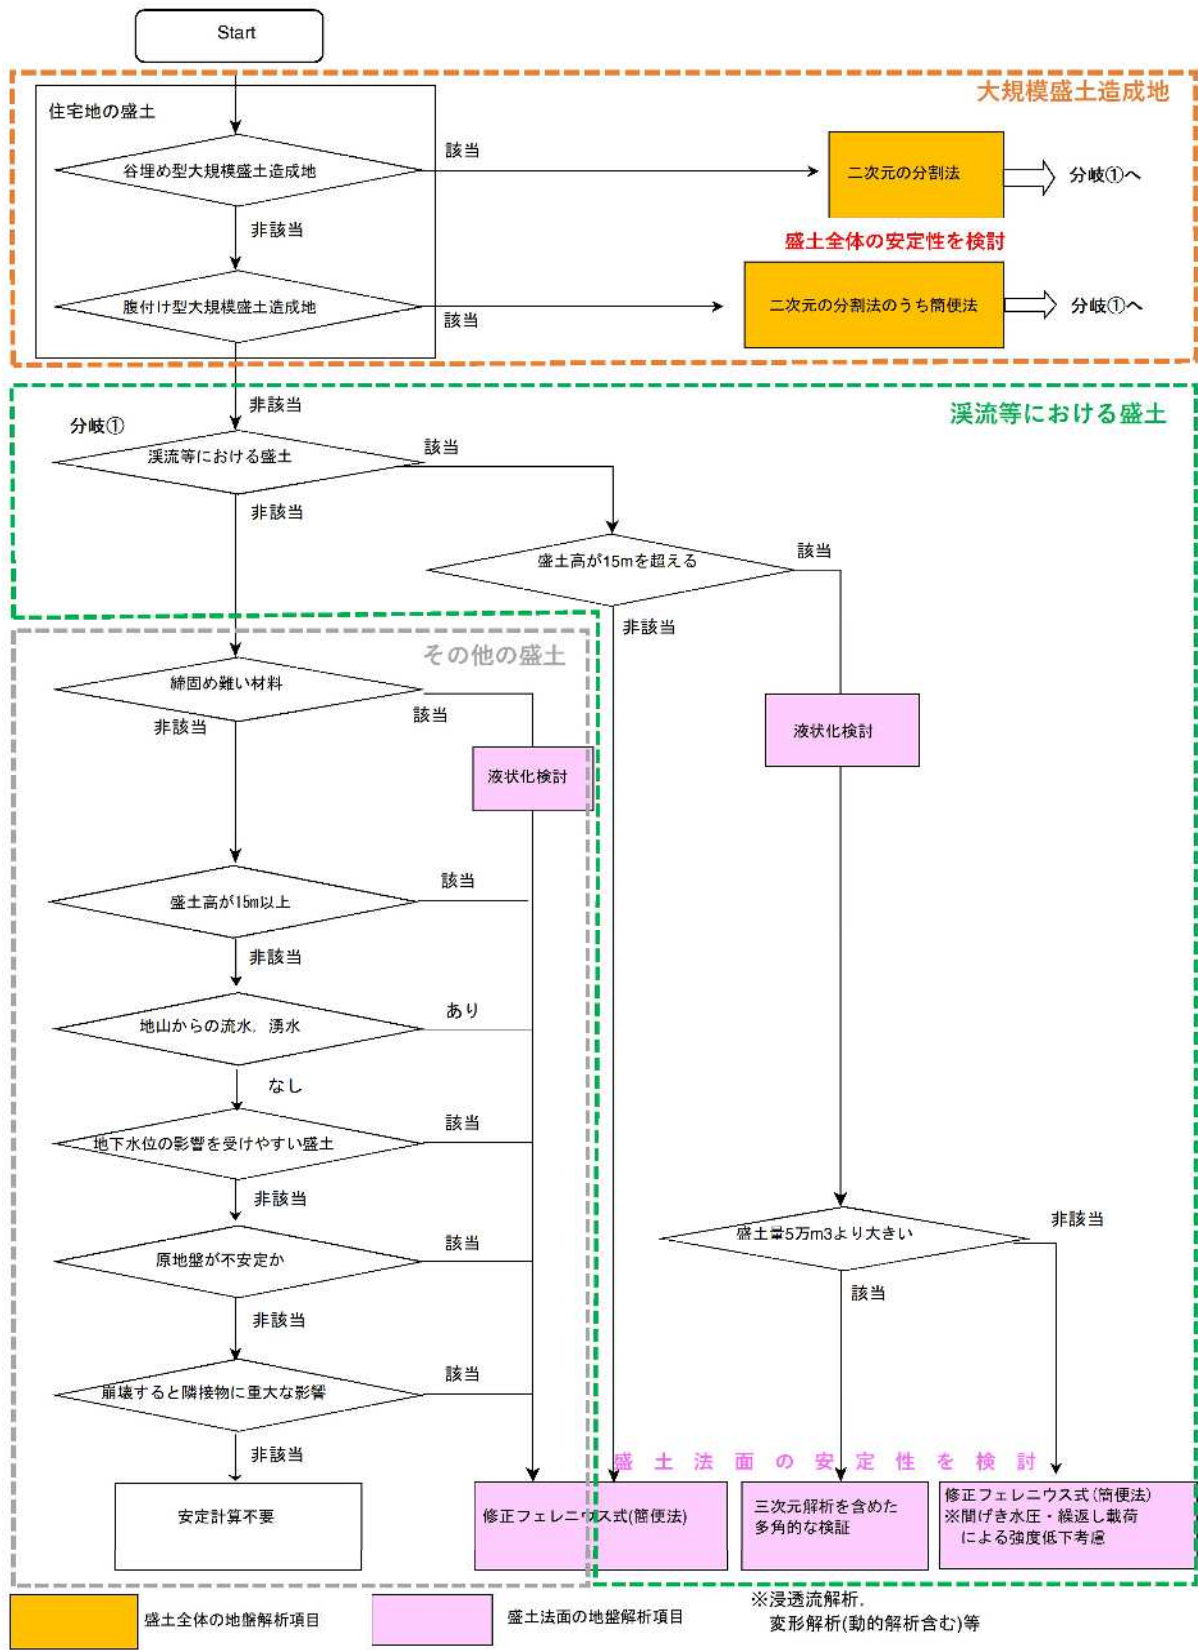 Start
大規模盛土造成地
住宅地の盛土
該当
谷埋め型大規模盛土造成地
二次元の分割法
分岐①へ
非該当
盛土全体の安定性を検討
腹付け型大規模盛土造成地
該当
二次元の分割法のうち簡便法
分岐①へ
非該当
渓流等における盛土
分岐①
渓流等における盛土
該当
非該当
盛土高が15mを超える
該当
非該当
その他の盛土
締固め難い材料
非該当
該当
液状化検討
液状化検討
盛土高が15m以上
該当
非該当
地山からの流水，湧水
あり
なし
地下水位の影響を受けやすい盛土
該当
非該当
盛土量5万m3より大きい
非該当
原地盤が不安定か
該当
該当
非該当
崩壊すると隣接物に重大な影響
該当
非該当
盛土法面の安定性を検討
安定計算不要
修正フェレニウス式(簡便法)
三次元解析を含めた
多角的な検証
修正フェレニウス式(簡便法)
※間げき水圧・繰返し載荷
による強度低下考慮
盛土全体の地盤解析項目
盛土法面の地盤解析項目
※浸透流解析．
変形解析(動的解析含む)等